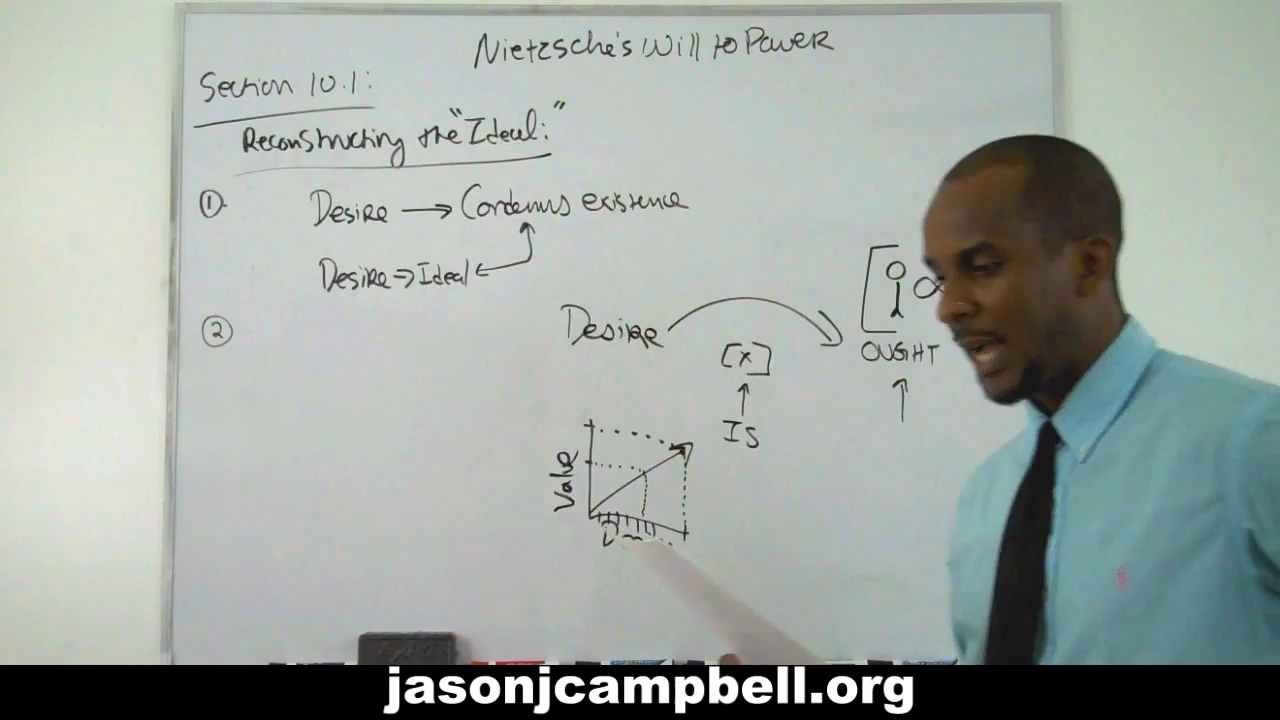 Nietzsche's Will to Power
Section 10.1:
Reconstructing the "Ideal:"
① Desire → Condemns existence
Desire → Ideal
②
Desire
[x]
OUGHT
Is
Value
jasonjcampbell.org